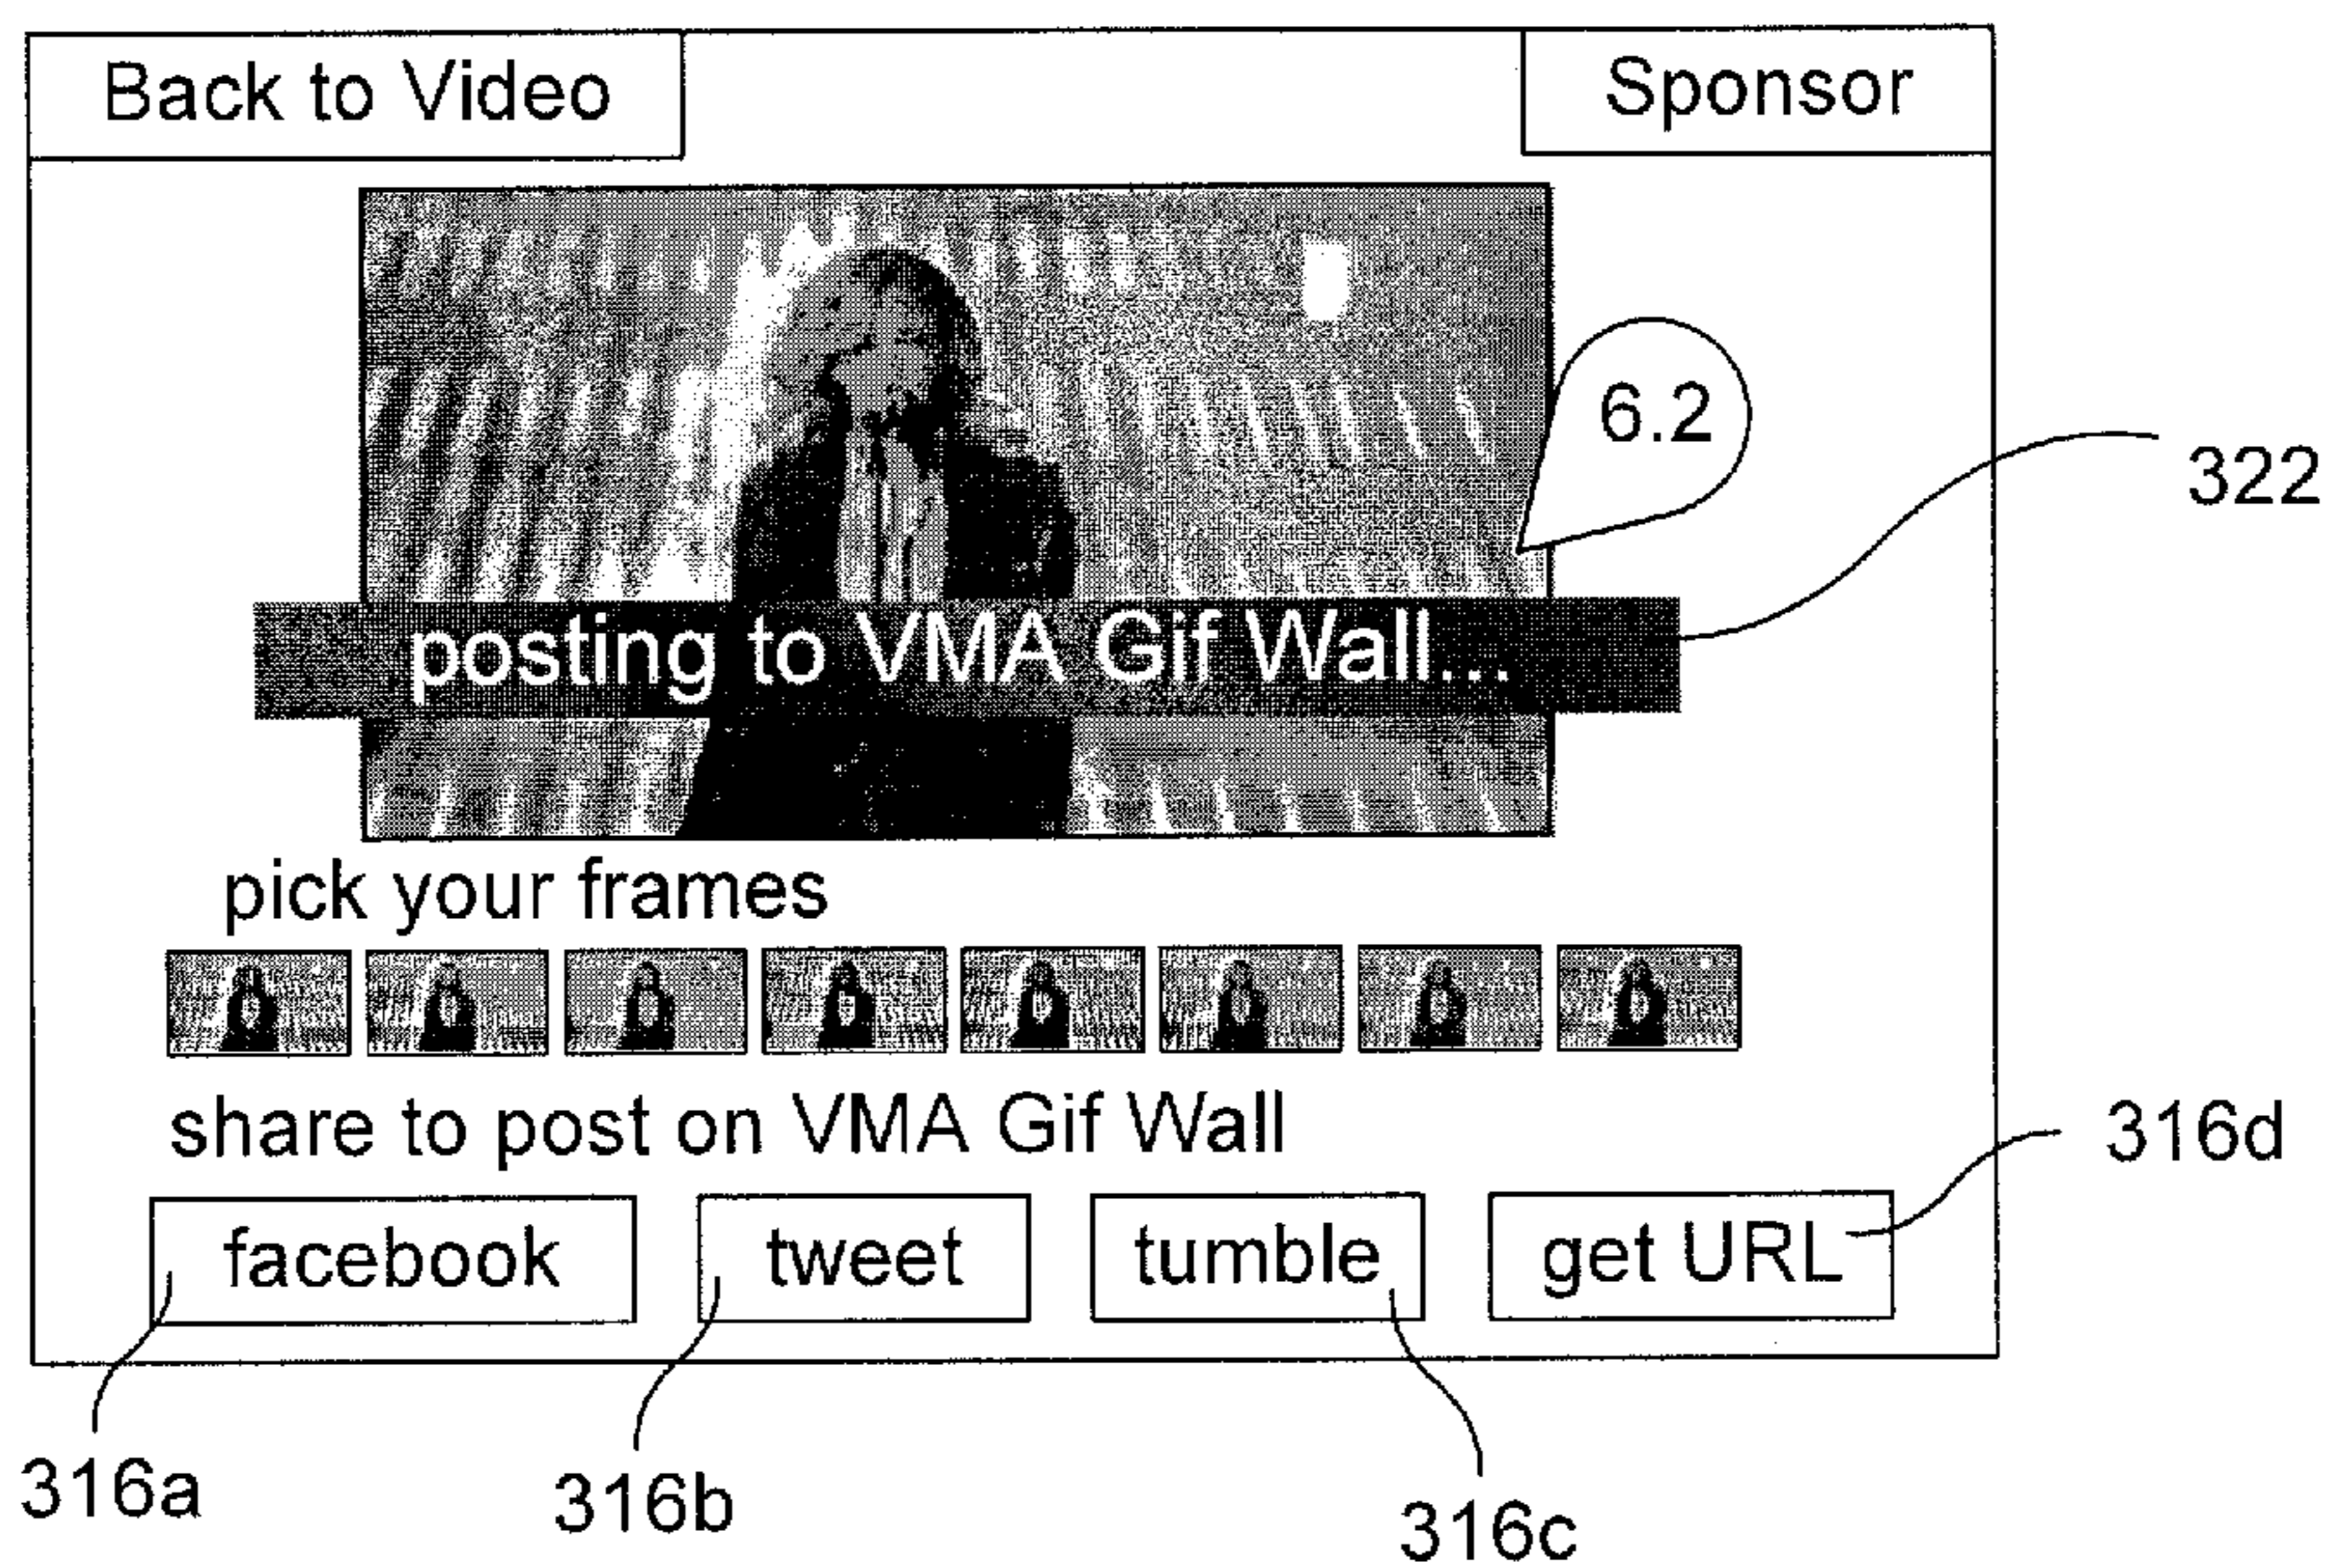 Back to Video
Sponsor
6.2
322
posting to VMA Gif Wall...
pick your frames
share to post on VMA Gif Wall
316d
facebook
tweet
tumble
get URL
316a
316b
316c